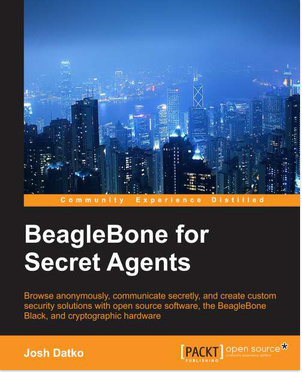 Community Experience Distilled
BeagleBone for
Secret Agents
Browse anonymously, communicate secretly, and create custom
security solutions with open source software, the BeagleBone
Black, and cryptographic hardware
Josh Datko
[PACKT] open source*
PUBLISHING